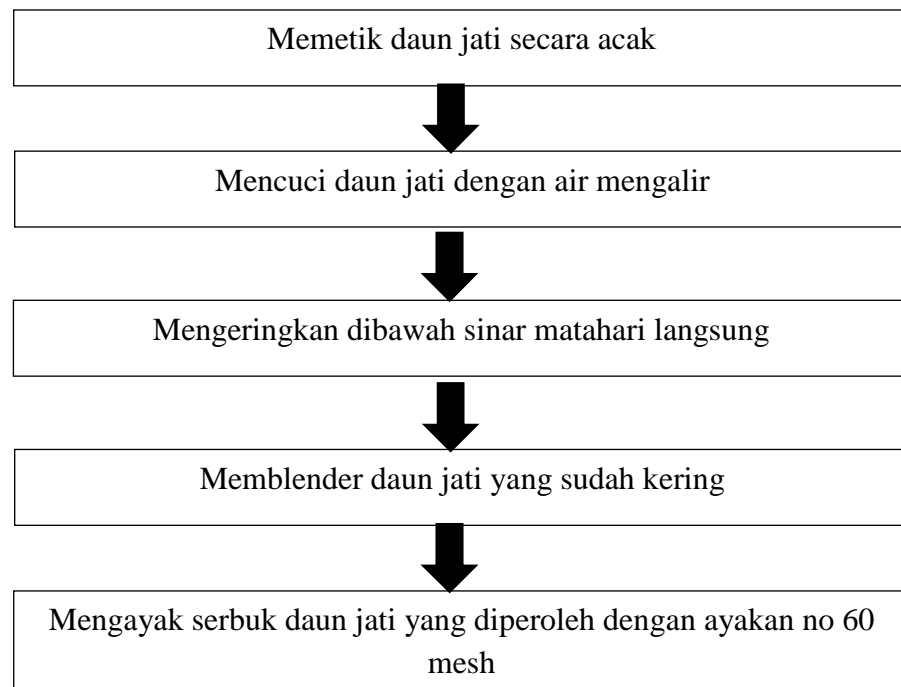 Memetik daun jati secara acak
Mencuci daun jati dengan air mengalir
Mengeringkan dibawah sinar matahari langsung
Memblender daun jati yang sudah kering
Mengayak serbuk daun jati yang diperoleh dengan ayakan no 60
mesh